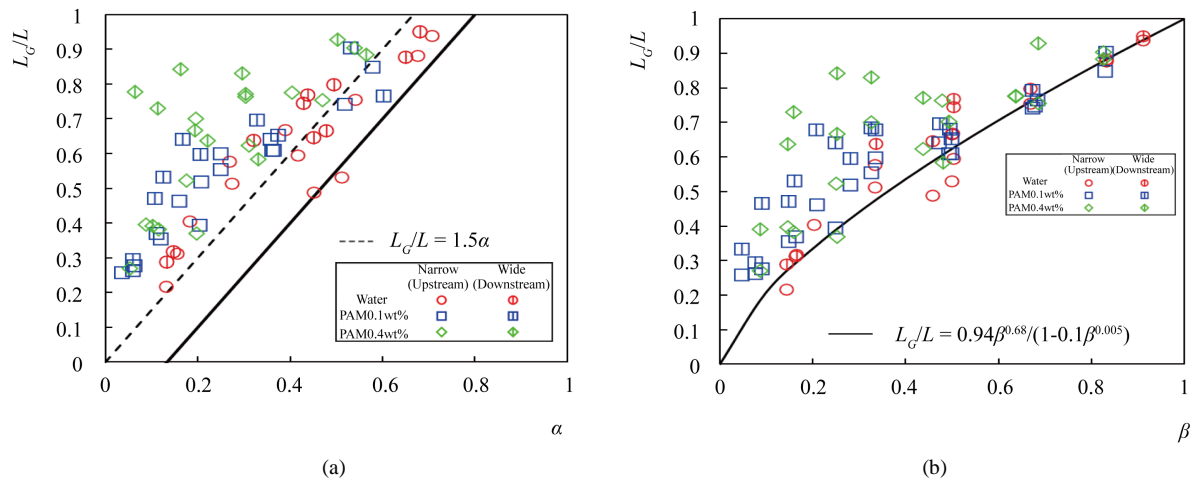 L_G/L
1
0.9
0.8
0.7
0.6
0.5
0.4
0.3
0.2
0.1
0
0 0.2 0.4 0.6 0.8 1
α
L_G/L = 1.5α
Narrow Wide
(Upstream) (Downstream)
Water
PAM0.1wt%
PAM0.4wt%
(a)
L_G/L
1
0.9
0.8
0.7
0.6
0.5
0.4
0.3
0.2
0.1
0
0 0.2 0.4 0.6 0.8 1
β
Narrow Wide
(Upstream) (Downstream)
Water
PAM0.1wt%
PAM0.4wt%
L_G/L = 0.94β^0.68/(1-0.1β^0.005)
(b)